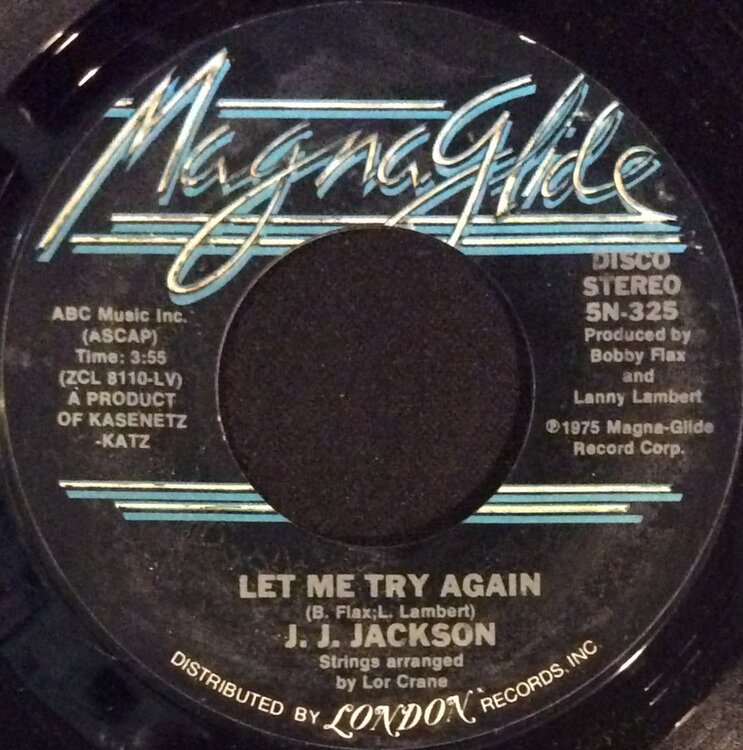 MagnaGlide
ABC Music Inc.
(ASCAP)
Time: 3:55
(ZCL 8110-LV)
A PRODUCT
OF KASENETZ
-KATZ
DISCO
STEREO
SN-325
Produced by
Bobby Flax
and
Lanny Lambert
℗1975 Magna-Glide
Record Corp.
LET ME TRY AGAIN
(B. Flax;L. Lambert)
J. J. JACKSON
Strings arranged
by Lor Crane
DISTRIBUTED BY LONDON RECORDS, INC.